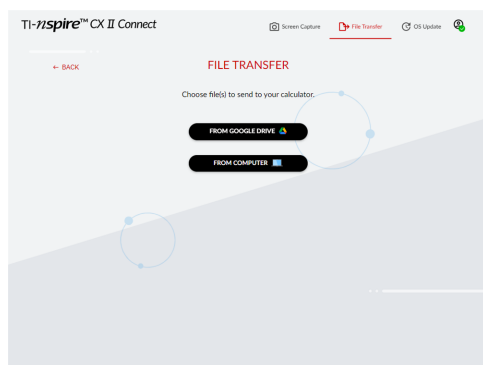 TI-nspire™ CX II Connect
Screen Capture
File Transfer
OS Update
← BACK
FILE TRANSFER
Choose file(s) to send to your calculator.
FROM GOOGLE DRIVE
FROM COMPUTER